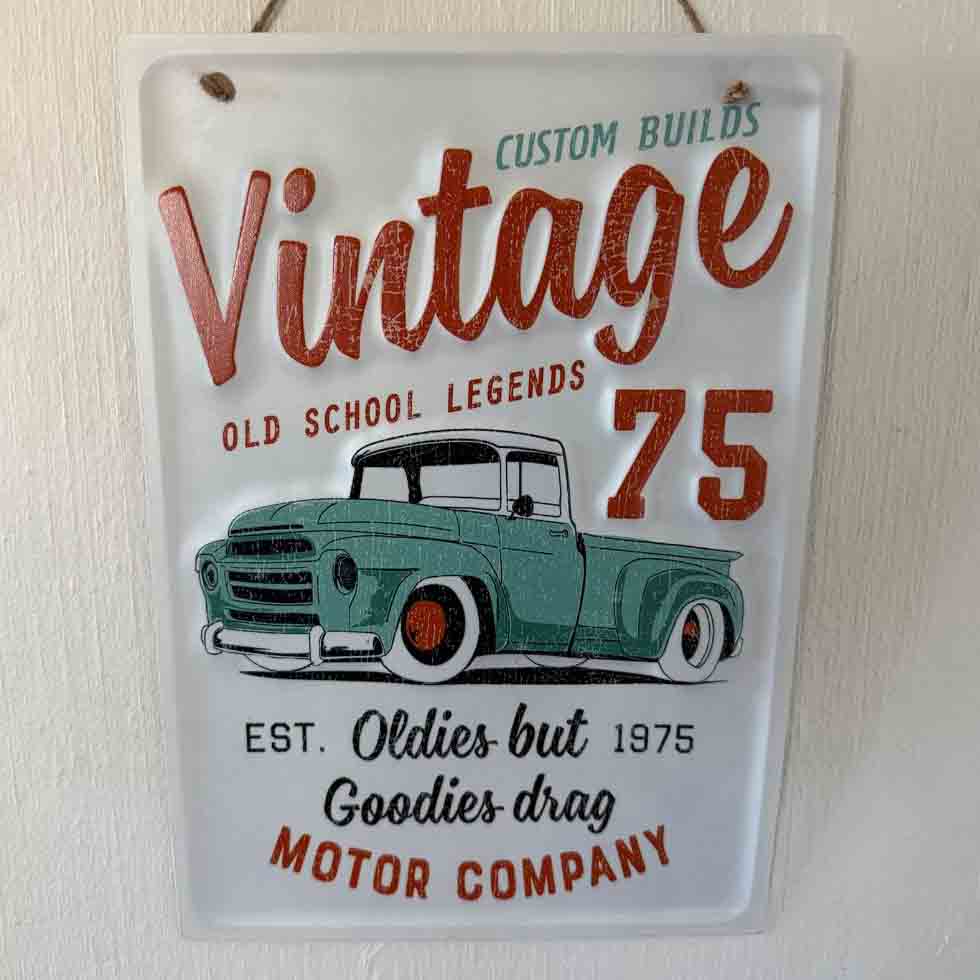 CUSTOM BUILDS
Vintage
OLD SCHOOL LEGENDS
75
EST. Oldies but 1975
Goodies drag
MOTOR COMPANY